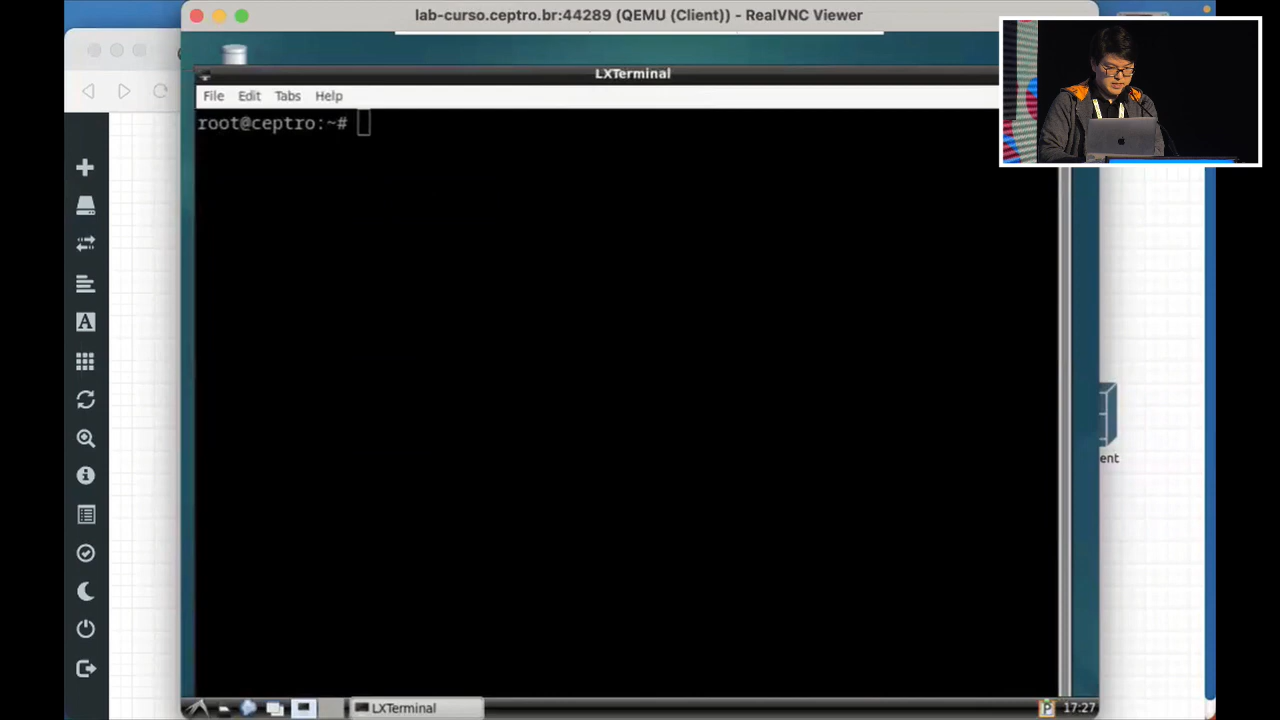 lab-curso.ceptro.br:44289 (QEMU (Client)) - RealVNC Viewer
LXTerminal
File Edit Tabs Help
root@ceptro:~#
ent
LXTerminal
17:27